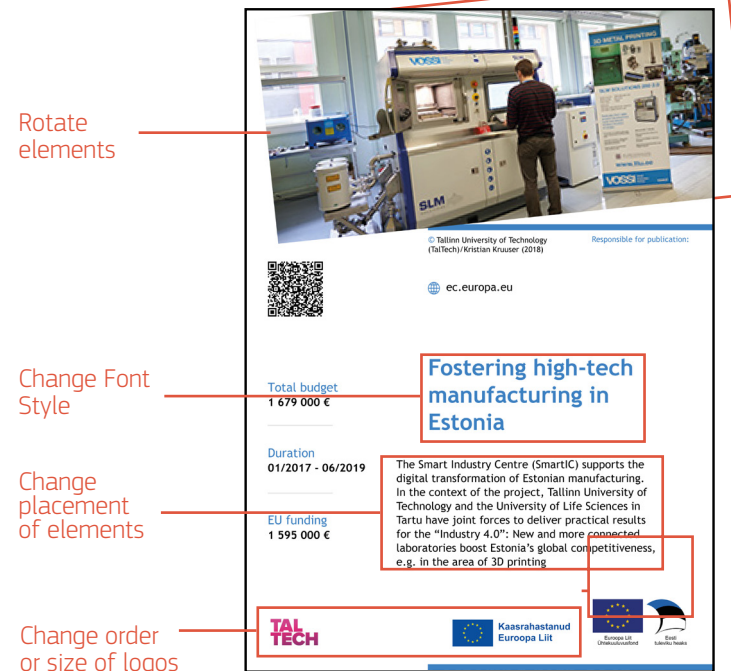 Rotate
elements
3D METAL PRINTING
VOSSI
SLM SOLUTIONS 280 2.0
SLM
VOSSI
© Tallinn University of Technology
(TalTech)/Kristian Kruuser (2018)
Responsible for publication:
ec.europa.eu
Change Font
Style
Fostering high-tech
manufacturing in
Estonia
Total budget
1 679 000 €
Duration
01/2017 - 06/2019
Change
placement
of elements
The Smart Industry Centre (SmartIC) supports the
digital transformation of Estonian manufacturing.
In the context of the project, Tallinn University of
Technology and the University of Life Sciences in
Tartu have joint forces to deliver practical results
for the “Industry 4.0”: New and more connected
laboratories boost Estonia’s global competitiveness,
e.g. in the area of 3D printing
EU funding
1 595 000 €
Change order
or size of logos
TAL
TECH
Kaasrahastanud
Euroopa Liit
Euroopa Liit
Ühtekuuluvusfond
Eesti
tuleviku heaks